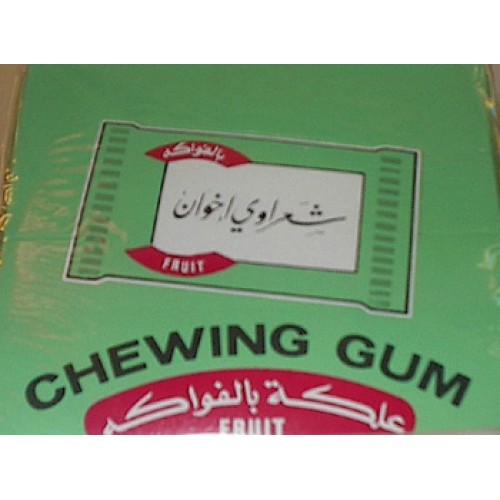 بالفواكه
شعراوي اخوان
FRUIT
CHEWING GUM
علكة بالفواكه
FRUIT